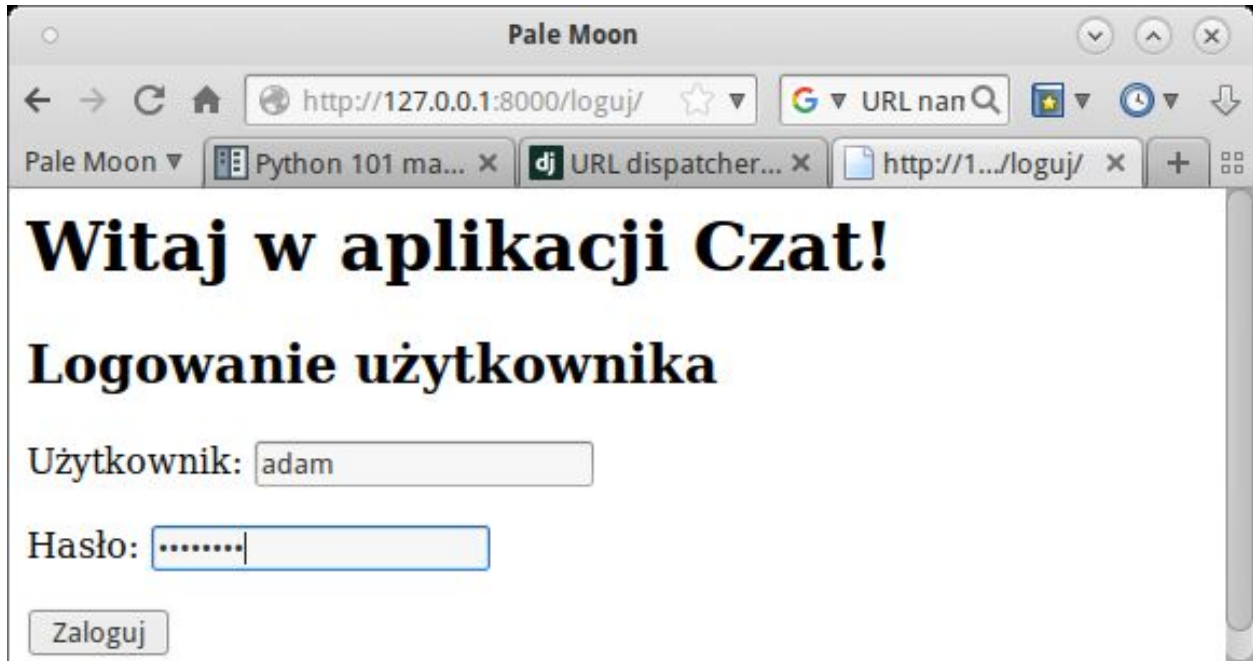 Pale Moon
http://127.0.0.1:8000/loguj/ G URL nan
Pale Moon Python 101 ma... dj URL dispatcher... http://1.../loguj/
Witaj w aplikacji Czat!
Logowanie użytkownika
Użytkownik: adam
Hasło: ••••••••
Zaloguj